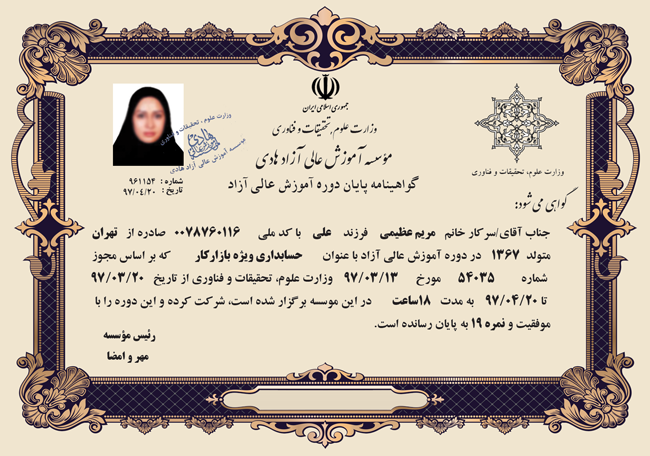 جمهوری اسلامی ایران
وزارت علوم، تحقیقات و فناوری
مؤسسه آموزش عالی آزاد هادی
گواهینامه پایان دوره آموزش عالی آزاد
وزارت علوم، تحقیقات و فناوری
وزارت علوم، تحقیقات و فناوری
موسسه آموزش عالی آزاد هادی
شماره : ۹۶۱۱۵۴
تاریخ : ۹۷/۰۴/۲۰
گواهی می شود:
جناب آقای/سرکار خانم مریم عظیمی فرزند علی با کد ملی ۰۰۷۸۷۶۰۱۱۶ صادره از تهران
متولد ۱۳۶۷ در دوره آموزش عالی آزاد با عنوان حسابداری ویژه بازارکار که بر اساس مجوز
شماره ۵۴۰۳۵ مورخ ۹۷/۰۳/۱۳ وزارت علوم، تحقیقات و فناوری از تاریخ ۹۷/۰۳/۲۰
تا ۹۷/۰۴/۲۰ به مدت ۱۸ساعت در این موسسه برگزار شده است، شرکت کرده و این دوره را با
موفقیت و نمره ۱۹ به پایان رسانده است.
رئیس مؤسسه
مهر و امضا